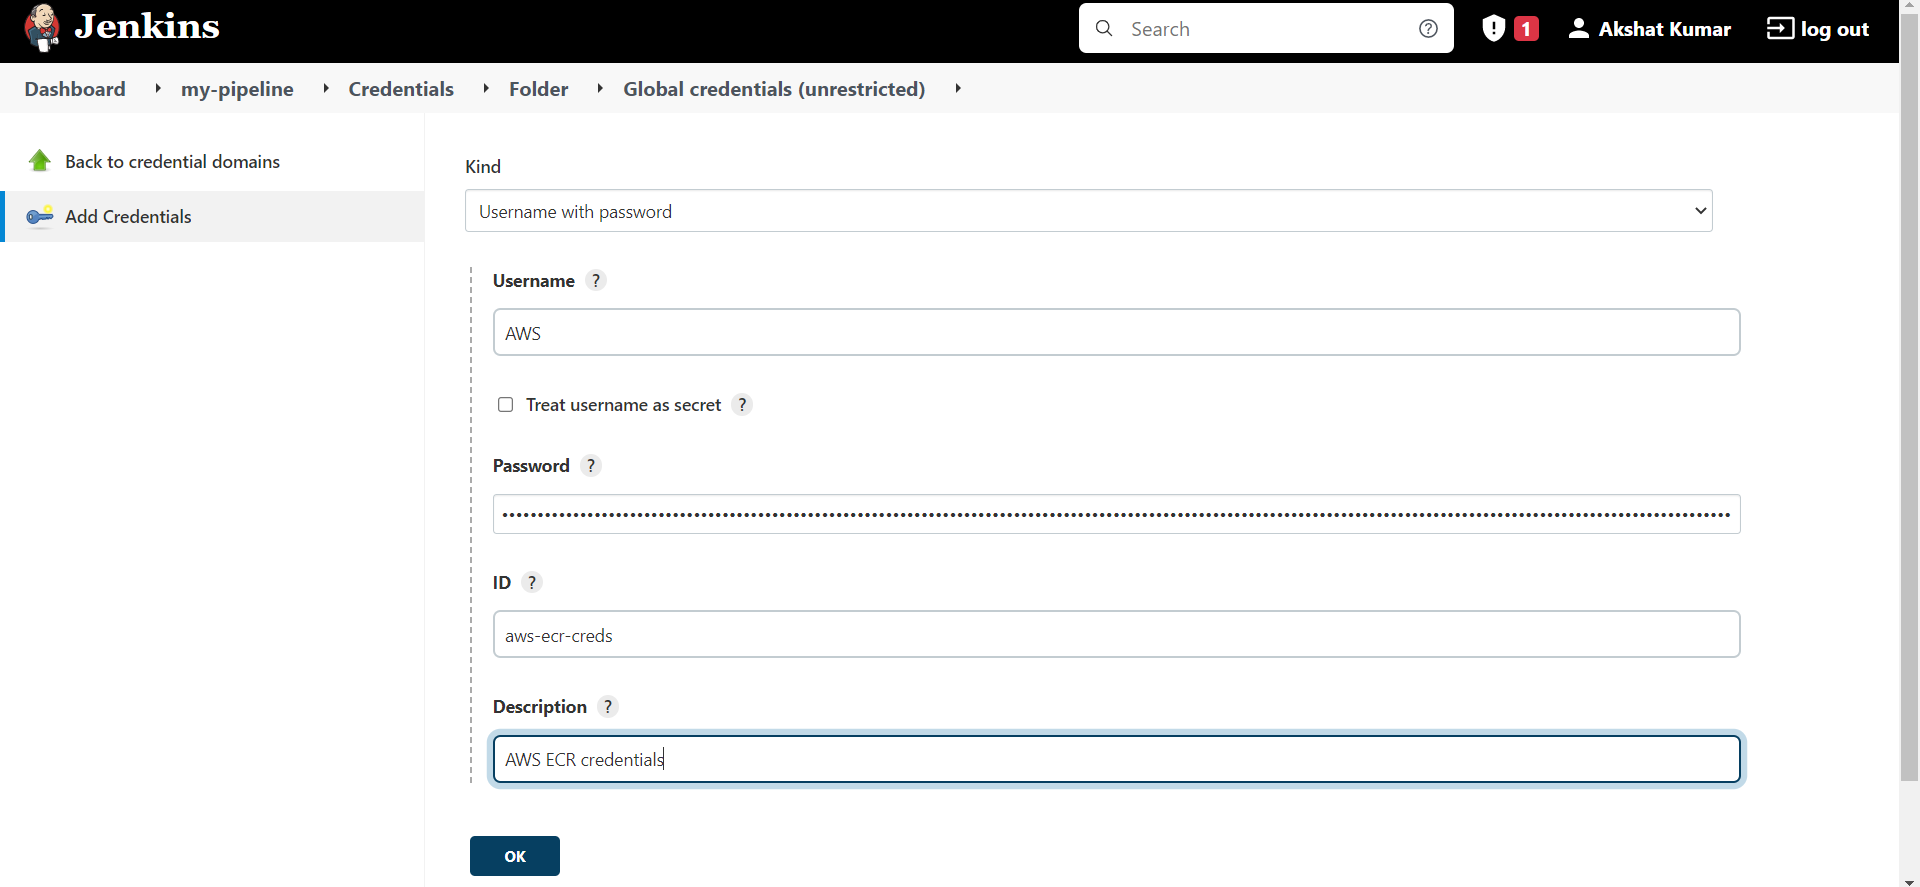 Jenkins
Search
1
Akshat Kumar
log out
Dashboard
my-pipeline
Credentials
Folder
Global credentials (unrestricted)
Back to credential domains
Add Credentials
Kind
Username with password
Username ?
AWS
Treat username as secret ?
Password ?
ID ?
aws-ecr-creds
Description ?
AWS ECR credentials
OK